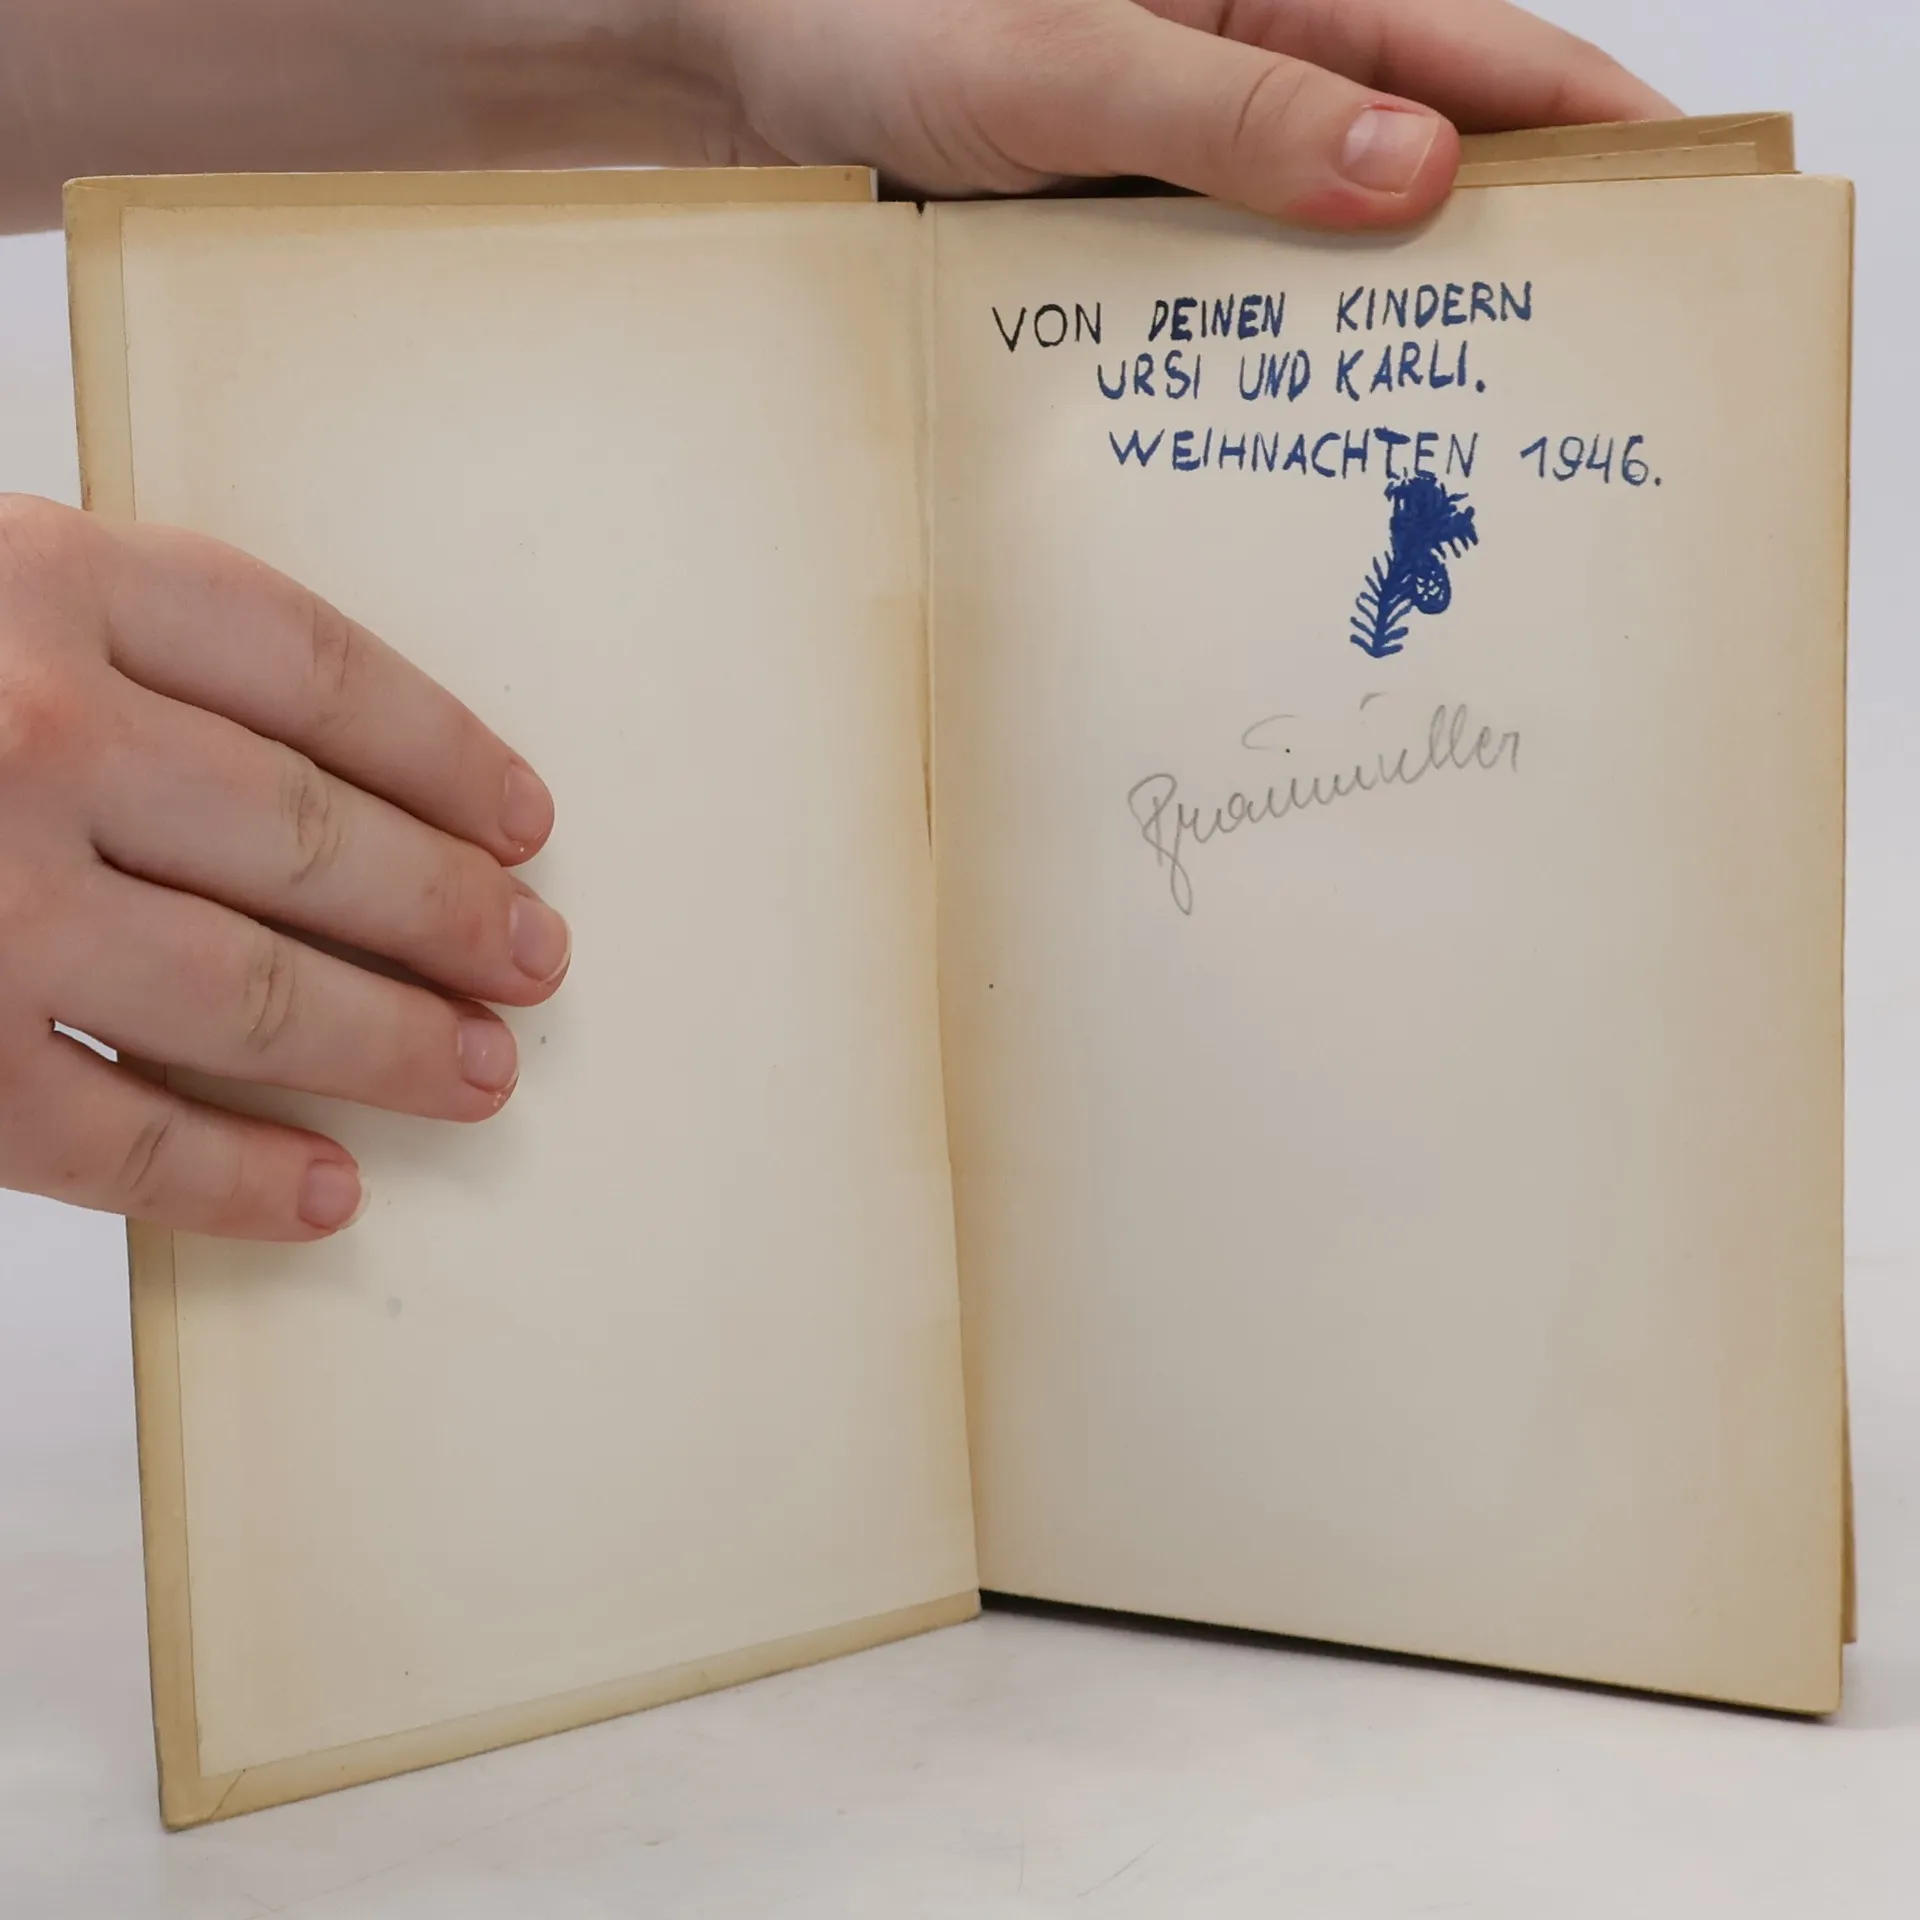 VON DEINEN KINDERN
URSI UND KARLI.
WEIHNACHTEN 1946.